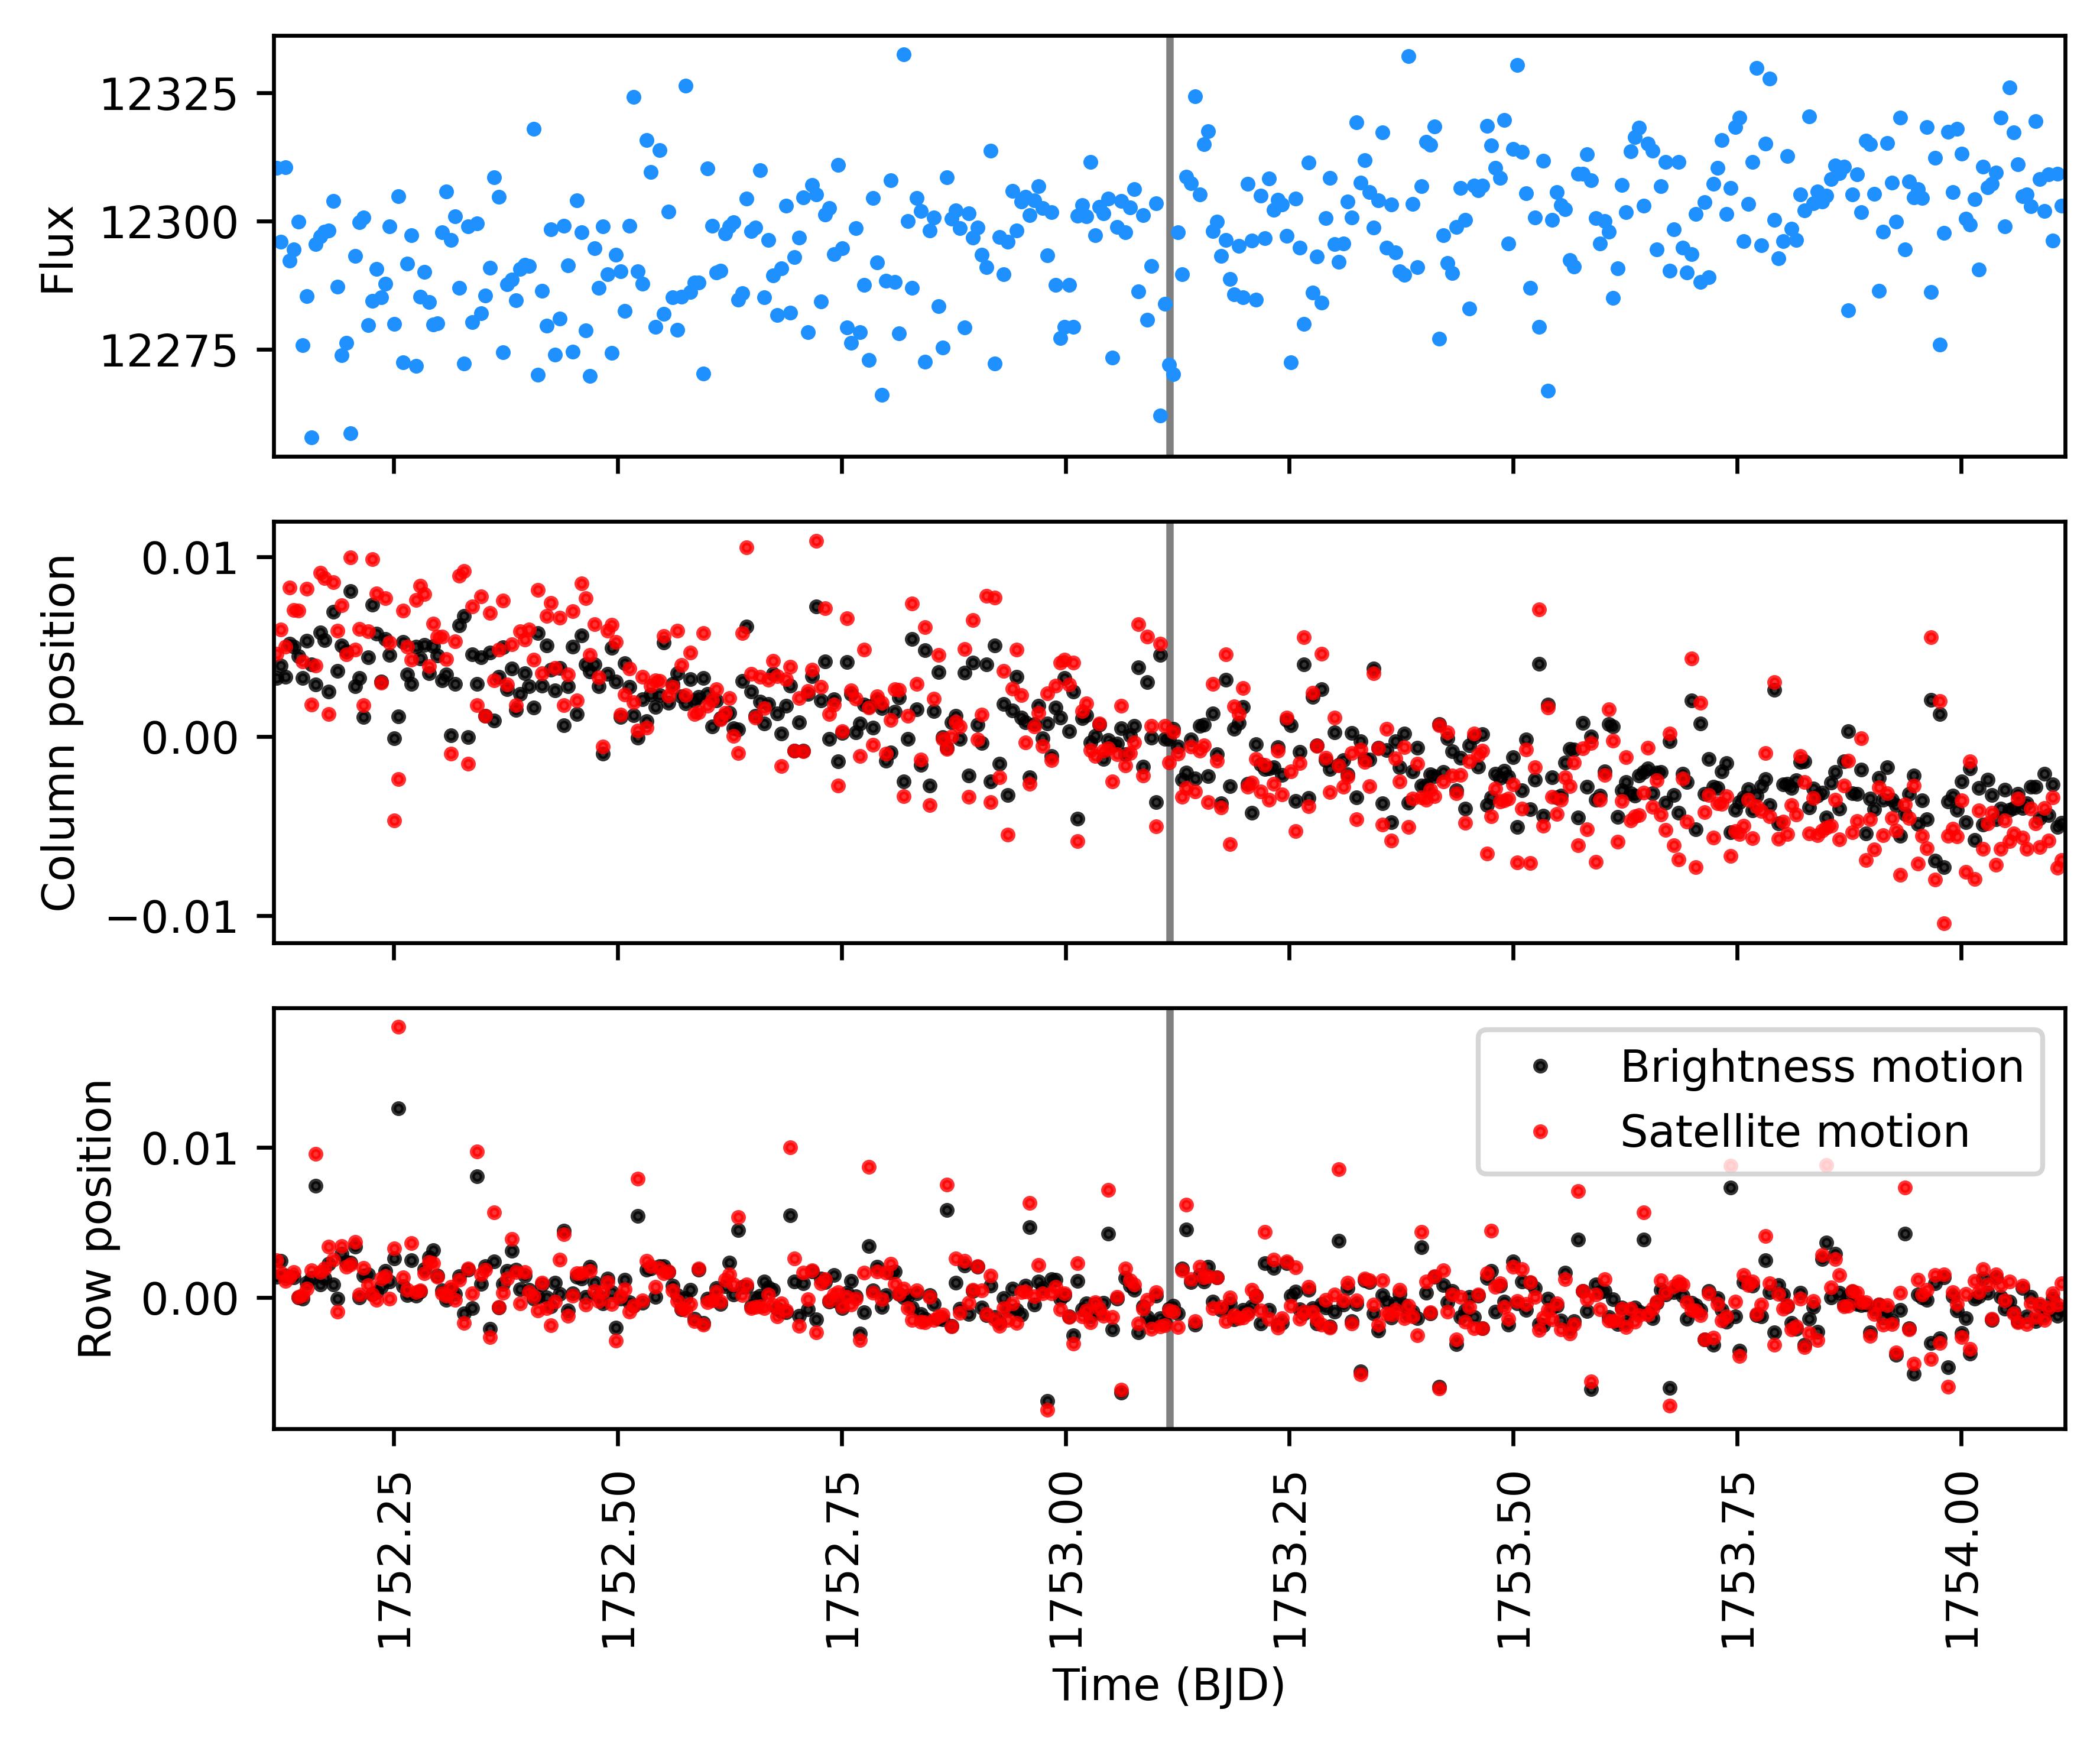 Flux
12325
12300
12275
Column position
0.01
0.00
−0.01
Row position
0.01
0.00
Brightness motion
Satellite motion
1752.25
1752.50
1752.75
1753.00
1753.25
1753.50
1753.75
1754.00
Time (BJD)